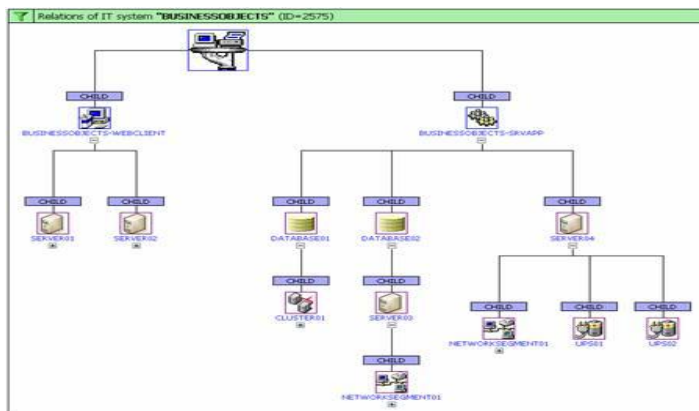 Relations of IT system "BUSINESSOBJECTS" (ID=2575)
CHILD CHILD
BUSINESSOBJECTS-WEBCLIENT BUSINESSOBJECTS-SRVAPP
CHILD CHILD CHILD CHILD CHILD
SERVER01 SERVER02 DATABASE01 DATABASE02 SERVER04
CHILD CHILD CHILD CHILD CHILD
CLUSTER01 SERVER03 NETWORKSEGMENT01 UPS01 UPS02
CHILD
NETWORKSEGMENT01